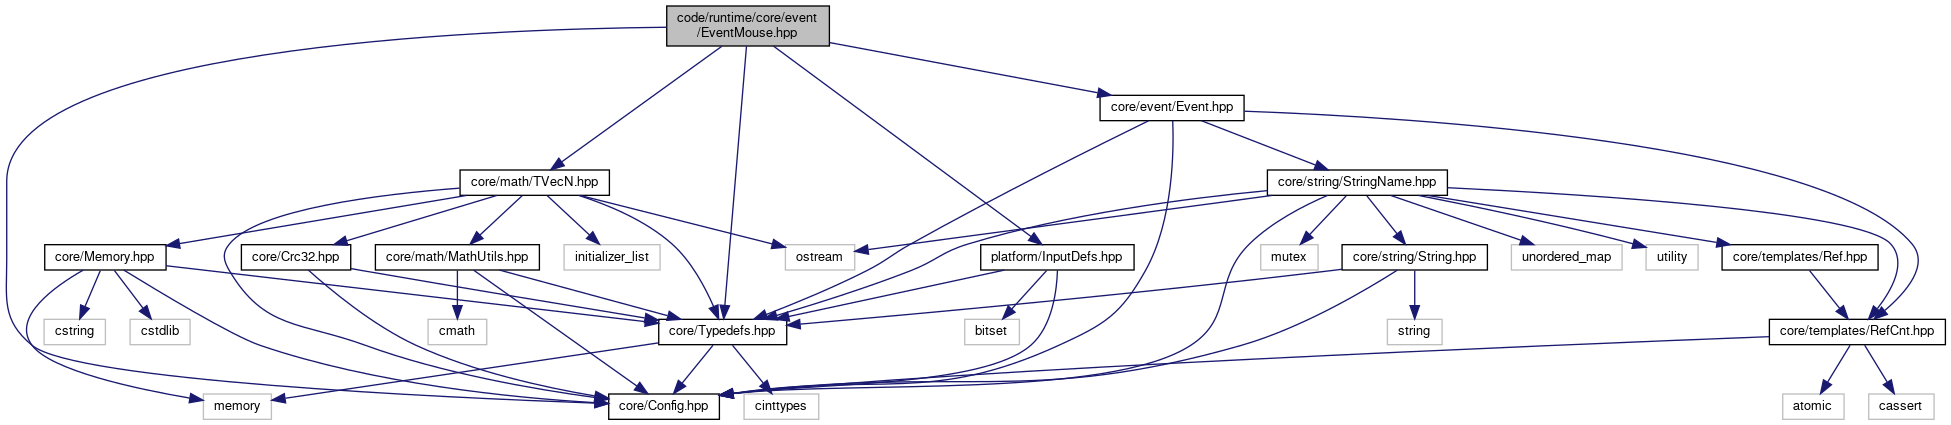 code/runtime/core/event
/EventMouse.hpp
core/event/Event.hpp
core/math/TVecN.hpp
core/string/StringName.hpp
core/Memory.hpp
core/Crc32.hpp
core/math/MathUtils.hpp
initializer_list
ostream
platform/InputDefs.hpp
mutex
core/string/String.hpp
unordered_map
utility
core/templates/Ref.hpp
cstring
cstdlib
cmath
core/Typedefs.hpp
bitset
string
core/templates/RefCnt.hpp
memory
core/Config.hpp
cinttypes
atomic
cassert